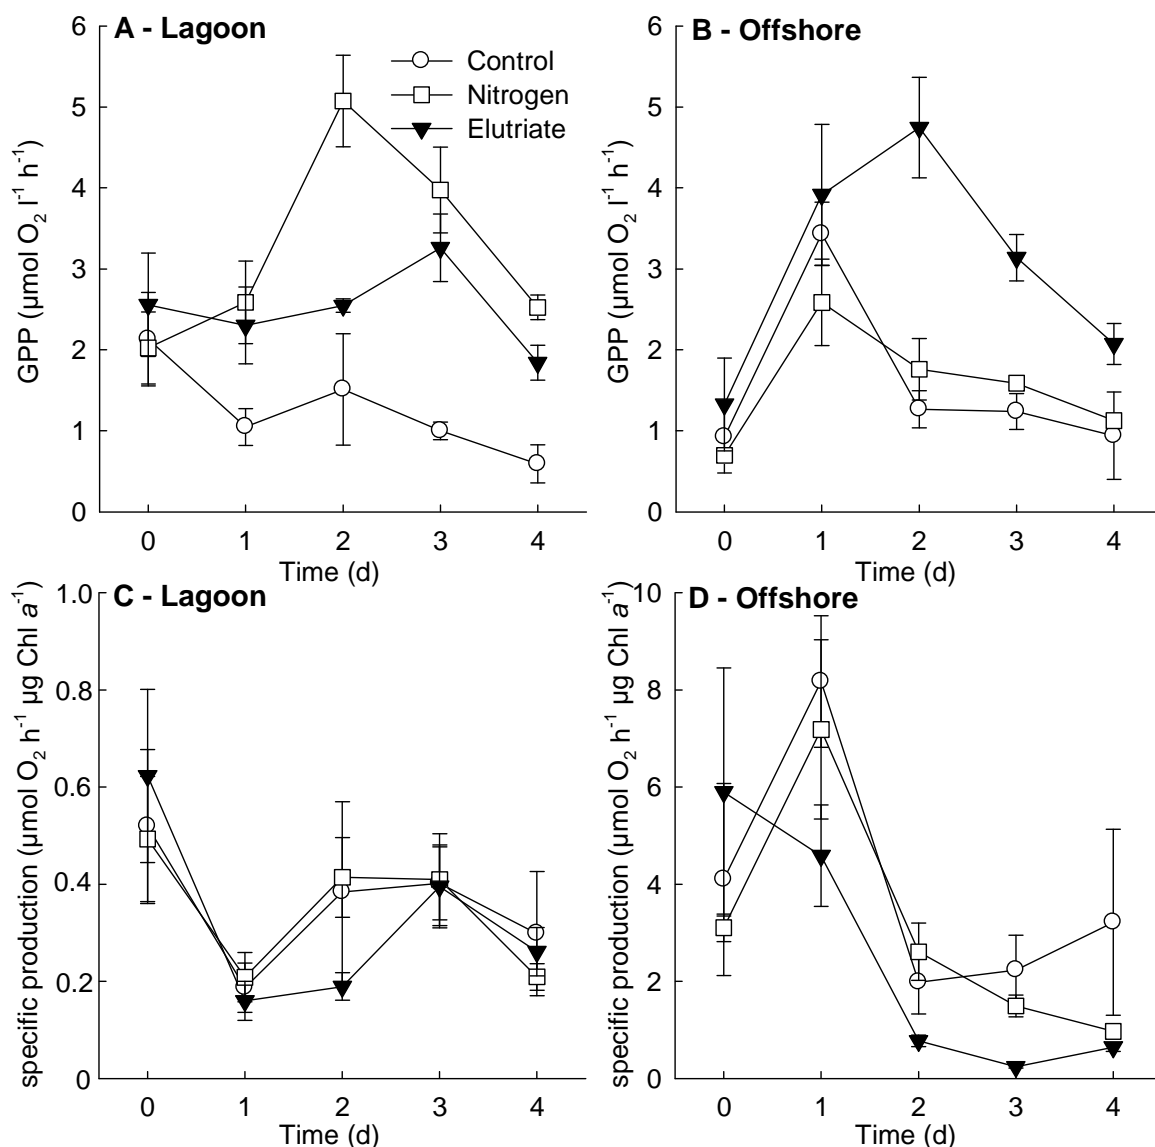 A - Lagoon
Control
Nitrogen
Elutriate
GPP (µmol O₂ l⁻¹ h⁻¹)
6
5
4
3
2
1
0
0 1 2 3 4
Time (d)
B - Offshore
GPP (µmol O₂ l⁻¹ h⁻¹)
6
5
4
3
2
1
0
0 1 2 3 4
Time (d)
C - Lagoon
specific production (µmol O₂ h⁻¹ µg Chl a⁻¹)
1.0
0.8
0.6
0.4
0.2
0
0 1 2 3 4
Time (d)
D - Offshore
specific production (µmol O₂ h⁻¹ µg Chl a⁻¹)
10
8
6
4
2
0
0 1 2 3 4
Time (d)